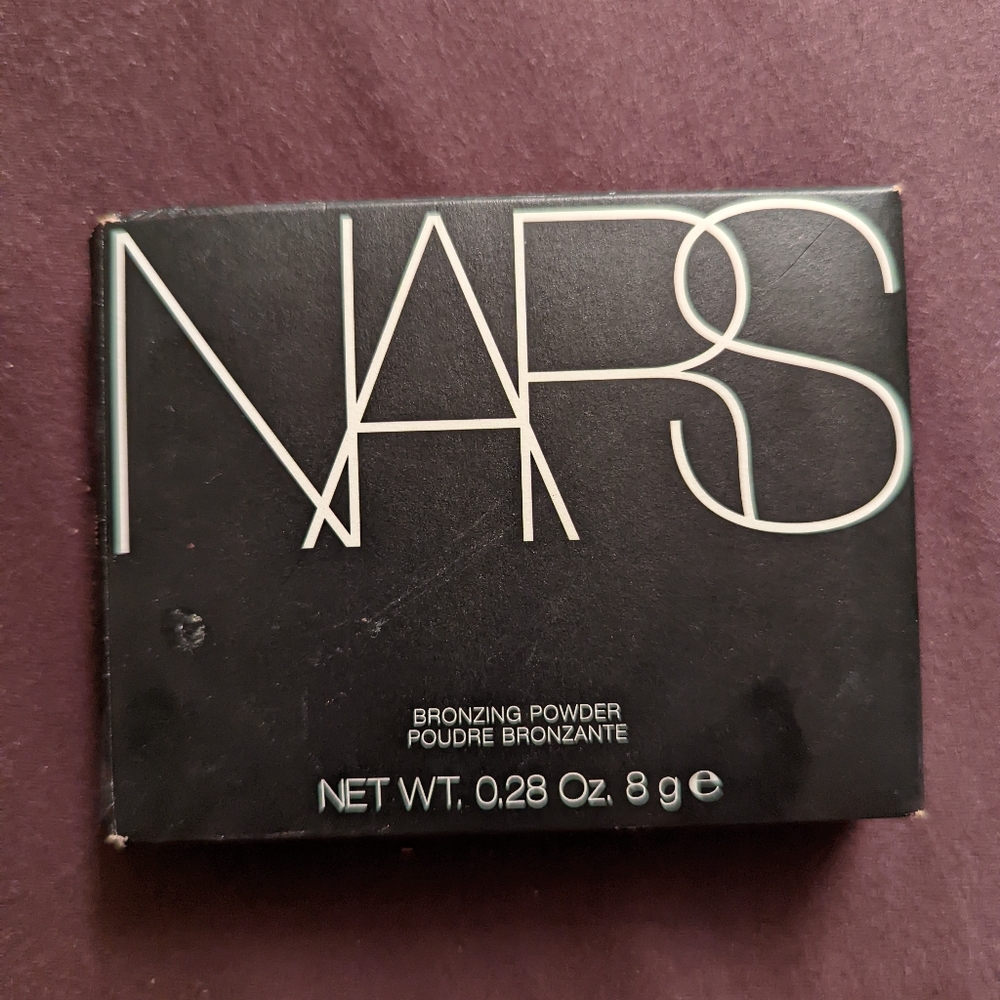 NARS
BRONZING POWDER
POUDRE BRONZANTE
NET WT. 0.28 Oz. 8 g ℮